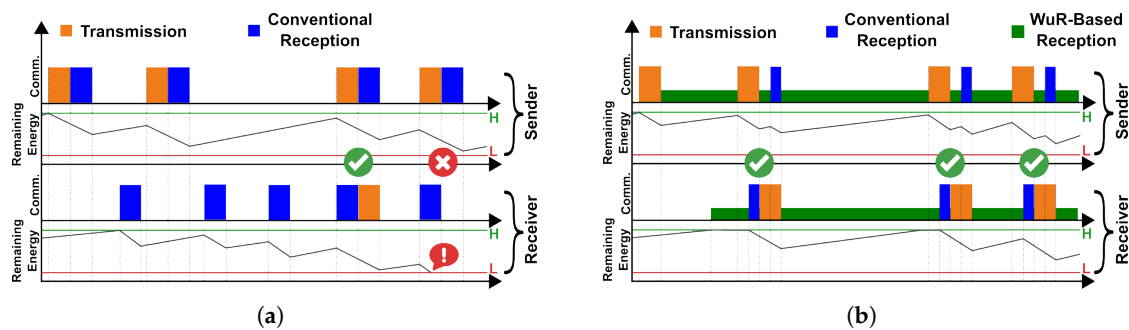 Transmission
Conventional
Reception
Comm.
Remaining
Energy
H
L
Sender
Comm.
Remaining
Energy
H
L
Receiver
!
(a)
Transmission
Conventional
Reception
WuR-Based
Reception
Comm.
Remaining
Energy
H
L
Sender
Comm.
Remaining
Energy
H
L
Receiver
(b)